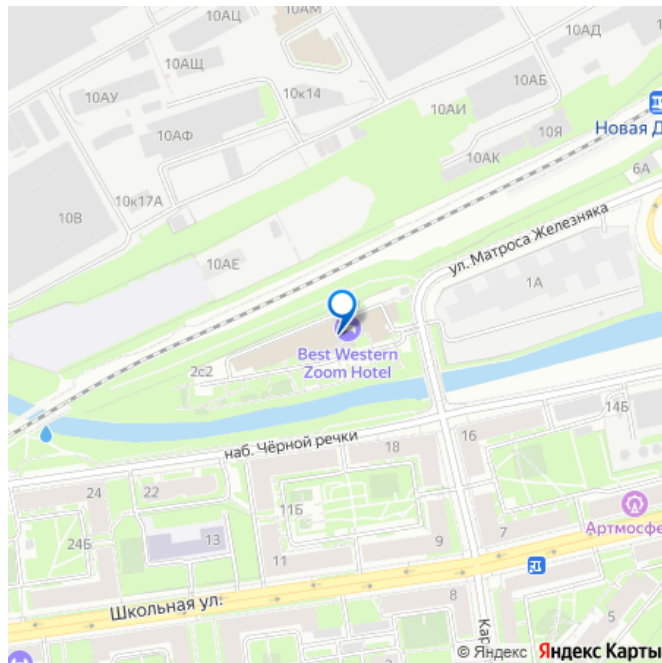 10АЦ
10АМ
10АД
10АЩ
10АБ
10АУ
10к14
10АИ
Новая Д
10АФ
10Я
10АК
6А
10к17А
10В
ул. Матроса Железняка
10АЕ
1А
Best Western
Zoom Hotel
2с2
14Б
наб. Чёрной речки
18
16
24
22
11Б
Артмосфе
24Б
13
9
7
11
Школьная ул.
8
5
Кар
© Яндекс Яндекс Карты